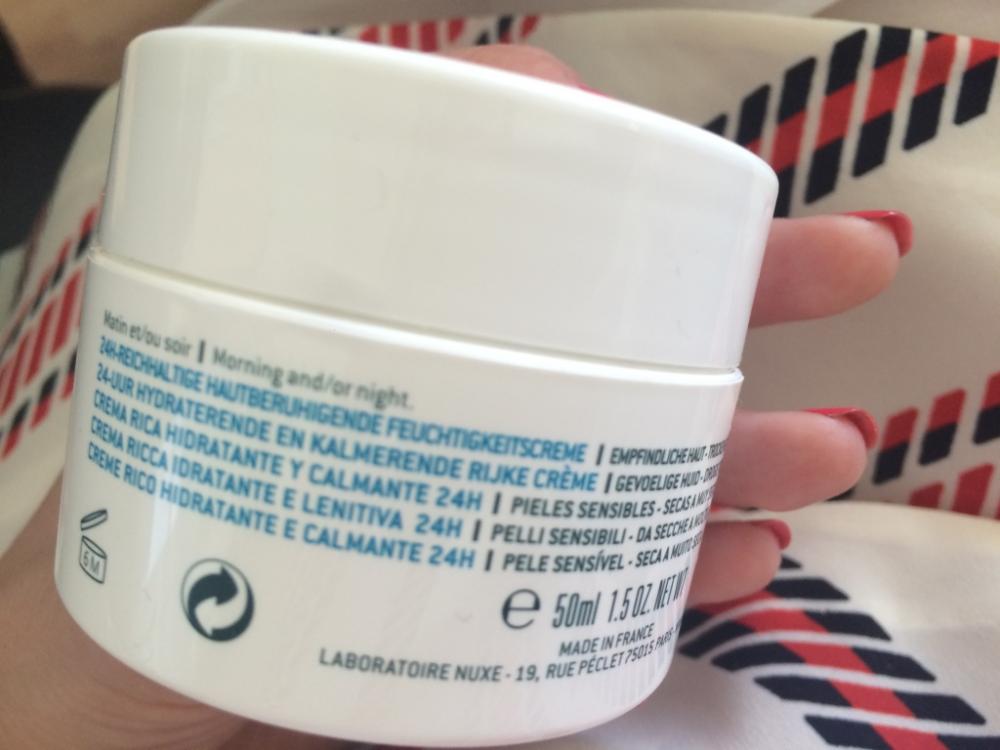 Matin et/ou soir | Morning and/or night.
24H-REICHHALTIGE HAUTBERUHIGENDE FEUCHTIGKEITSCREME | EMPFINDLICHE HAUT -
24-UUR HYDRATERENDE EN KALMERENDE RIJKE CRÈME | GEVOELIGE HUID -
CREMA RICA HIDRATANTE Y CALMANTE 24H | PIELES SENSIBLES - SECAS A MUY
CREMA RICCA IDRATANTE E LENITIVA 24H | PELLI SENSIBILI - DA SECCHE A
CREME RICO HIDRATANTE E CALMANTE 24H | PELE SENSÍVEL - SECA A MUITO
6M
e 50ml 1.5 OZ. NET
MADE IN FRANCE
LABORATOIRE NUXE - 19, RUE PÉCLET 75015 PARIS